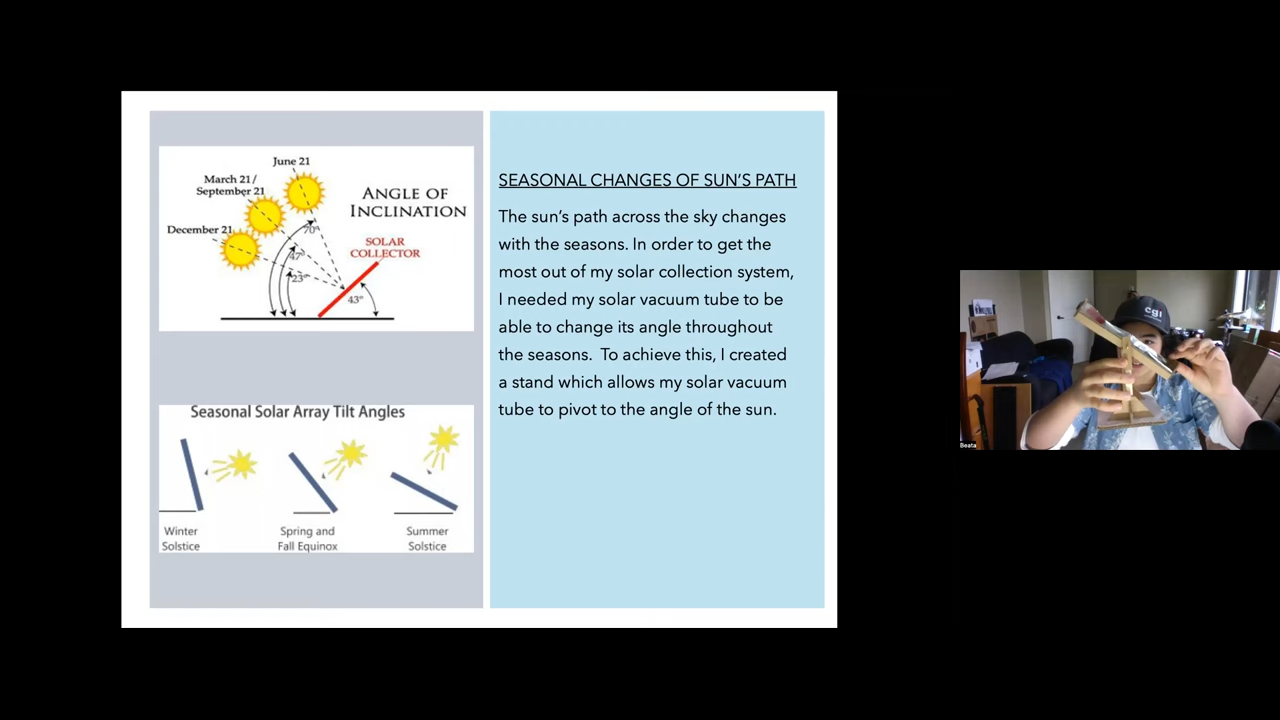 June 21
March 21/
September 21
ANGLE OF
INCLINATION
December 21
SOLAR
COLLECTOR
70°
47°
23°
43°
Seasonal Solar Array Tilt Angles
Winter
Solstice
Spring and
Fall Equinox
Summer
Solstice
SEASONAL CHANGES OF SUN'S PATH
The sun's path across the sky changes
with the seasons. In order to get the
most out of my solar collection system,
I needed my solar vacuum tube to be
able to change its angle throughout
the seasons.  To achieve this, I created
a stand which allows my solar vacuum
tube to pivot to the angle of the sun.
cgi
Beata